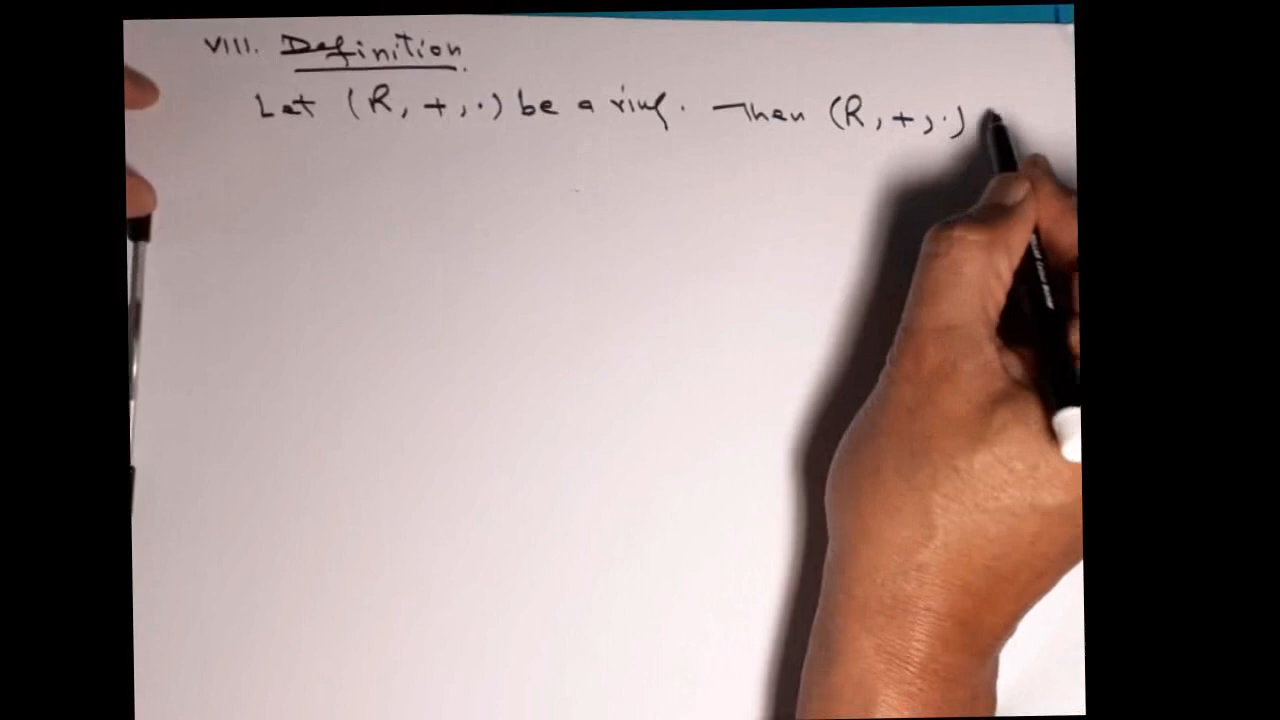 VIII. Definition.
Let (R, +, .) be a ring. Then (R, +, .)